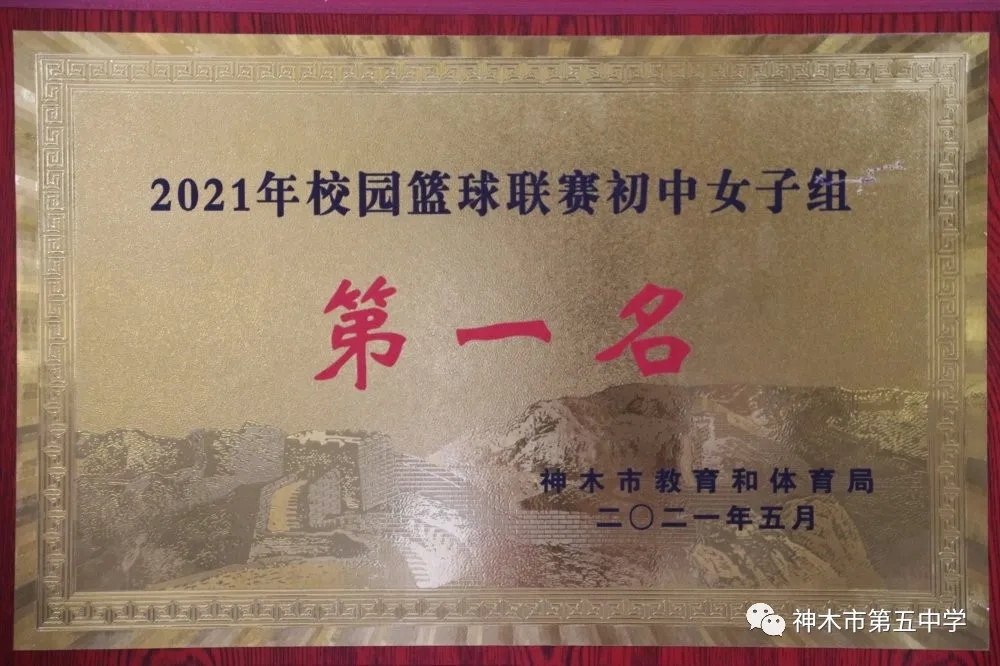 2021年校园篮球联赛初中女子组
第一名
神木市教育和体育局
二〇二一年五月
神木市第五中学